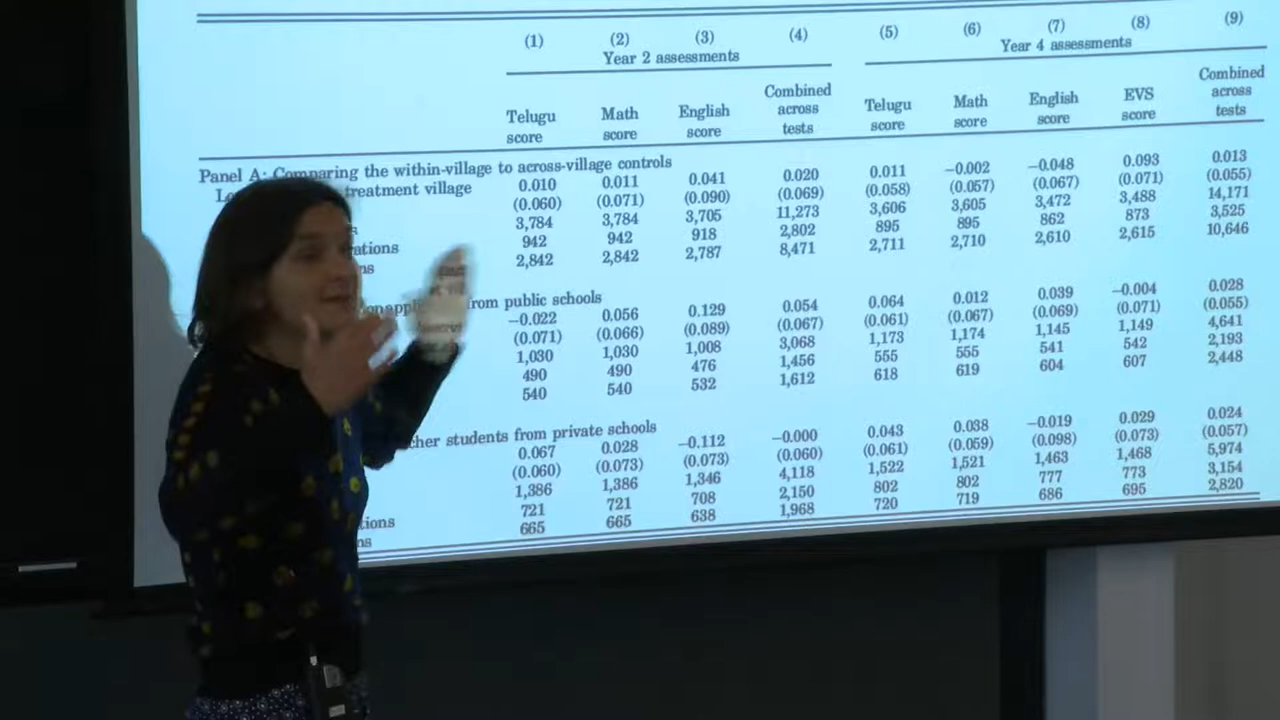 (1) (2) (3) (4) (5) (6) (7) (8) (9)
Year 2 assessments Year 4 assessments
Telugu score Math score English score Combined across tests Telugu score Math score English score EVS score Combined across tests
Panel A: Comparing the within-village to across-village controls
treatment village 0.010 0.011 0.041 0.020 0.011 −0.002 −0.048 0.093 0.013
(0.060) (0.071) (0.090) (0.069) (0.058) (0.057) (0.067) (0.071) (0.055)
3,784 3,784 3,705 11,273 3,606 3,605 3,472 3,488 14,171
942 942 918 2,802 895 895 862 873 3,525
2,842 2,842 2,787 8,471 2,711 2,710 2,610 2,615 10,646
from public schools
−0.022 0.056 0.129 0.054 0.064 0.012 0.039 −0.004 0.028
(0.071) (0.066) (0.089) (0.067) (0.061) (0.067) (0.069) (0.071) (0.055)
1,030 1,030 1,008 3,068 1,173 1,174 1,145 1,149 4,641
490 490 476 1,456 555 555 541 542 2,193
540 540 532 1,612 618 619 604 607 2,448
students from private schools
0.067 0.028 −0.112 −0.000 0.043 0.038 −0.019 0.029 0.024
(0.060) (0.073) (0.073) (0.060) (0.061) (0.059) (0.098) (0.073) (0.057)
1,386 1,386 1,346 4,118 1,522 1,521 1,463 1,468 5,974
721 721 708 2,150 802 802 777 773 3,154
665 665 638 1,968 720 719 686 695 2,820